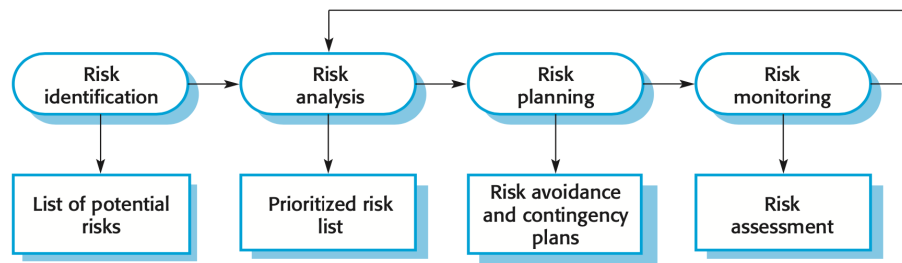 Risk
identification
Risk
analysis
Risk
planning
Risk
monitoring
List of potential
risks
Prioritized risk
list
Risk avoidance
and contingency
plans
Risk
assessment